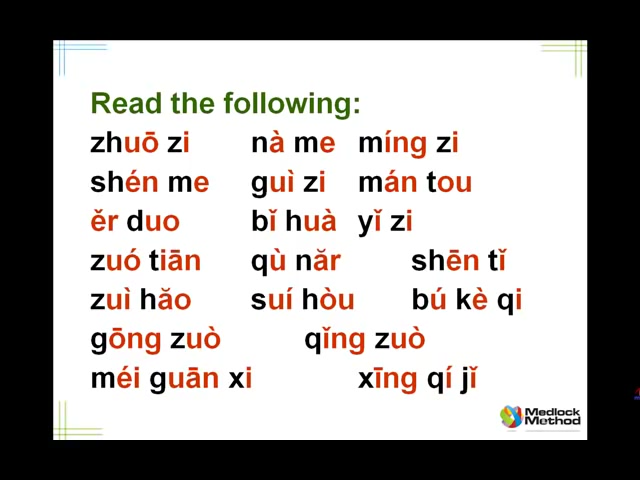 Read the following:
zhuō zi nà me míng zi
shén me guì zi mán tou
ěr duo bǐ huà yǐ zi
zuó tiān qù nǎr shēn tǐ
zuì hǎo suí hòu bú kè qi
gōng zuò qǐng zuò
méi guān xi xīng qí jǐ
Medlock
Method